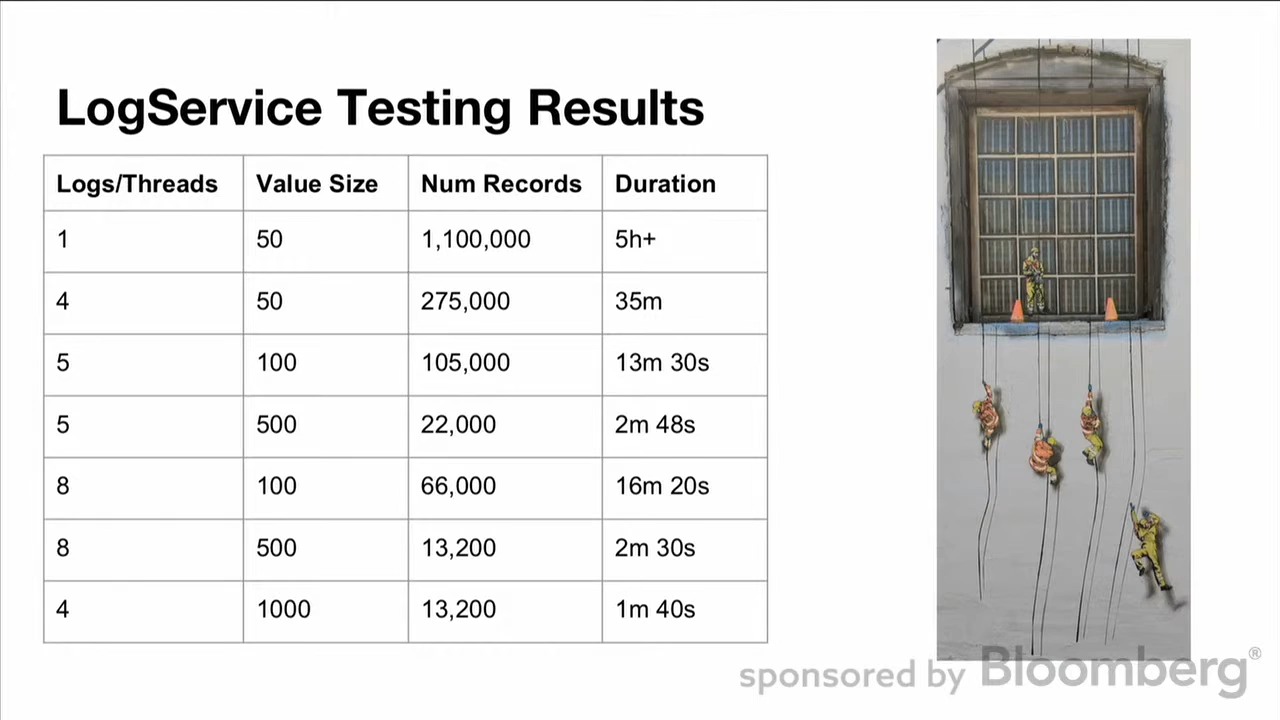 LogService Testing Results
Logs/Threads Value Size Num Records Duration
1 50 1,100,000 5h+
4 50 275,000 35m
5 100 105,000 13m 30s
5 500 22,000 2m 48s
8 100 66,000 16m 20s
8 500 13,200 2m 30s
4 1000 13,200 1m 40s
sponsored by Bloomberg®